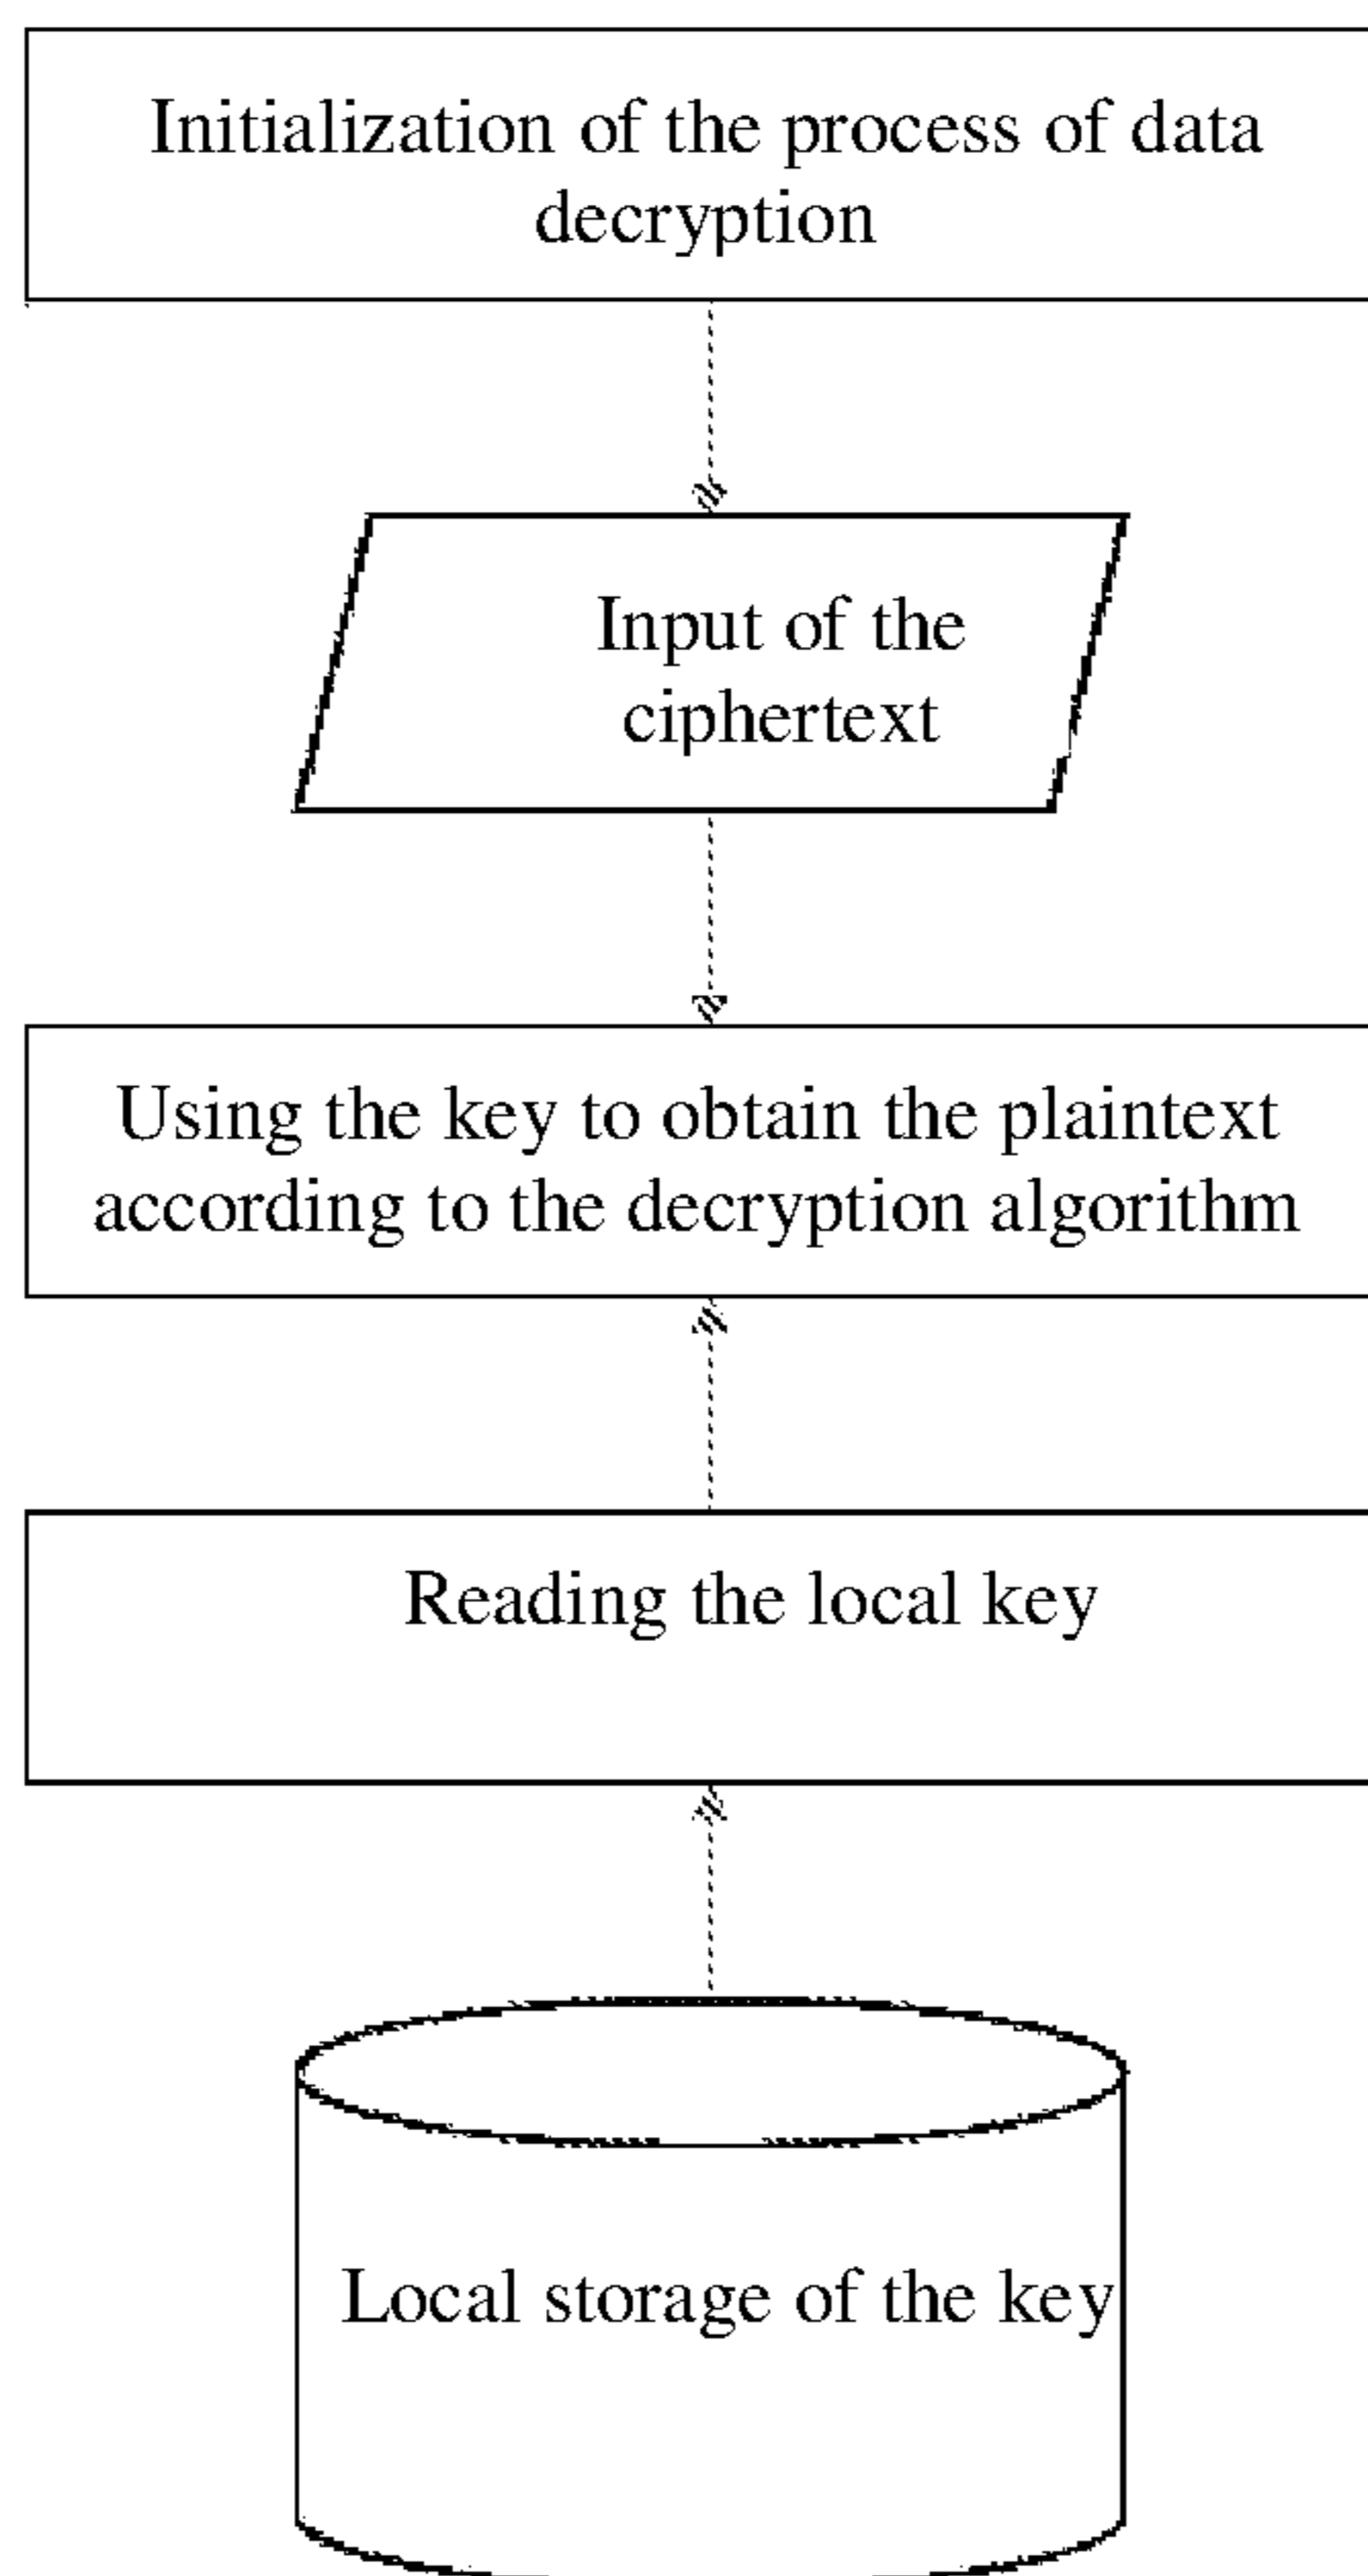 Initialization of the process of data
decryption
Input of the
ciphertext
Using the key to obtain the plaintext
according to the decryption algorithm
Reading the local key
Local storage of the key